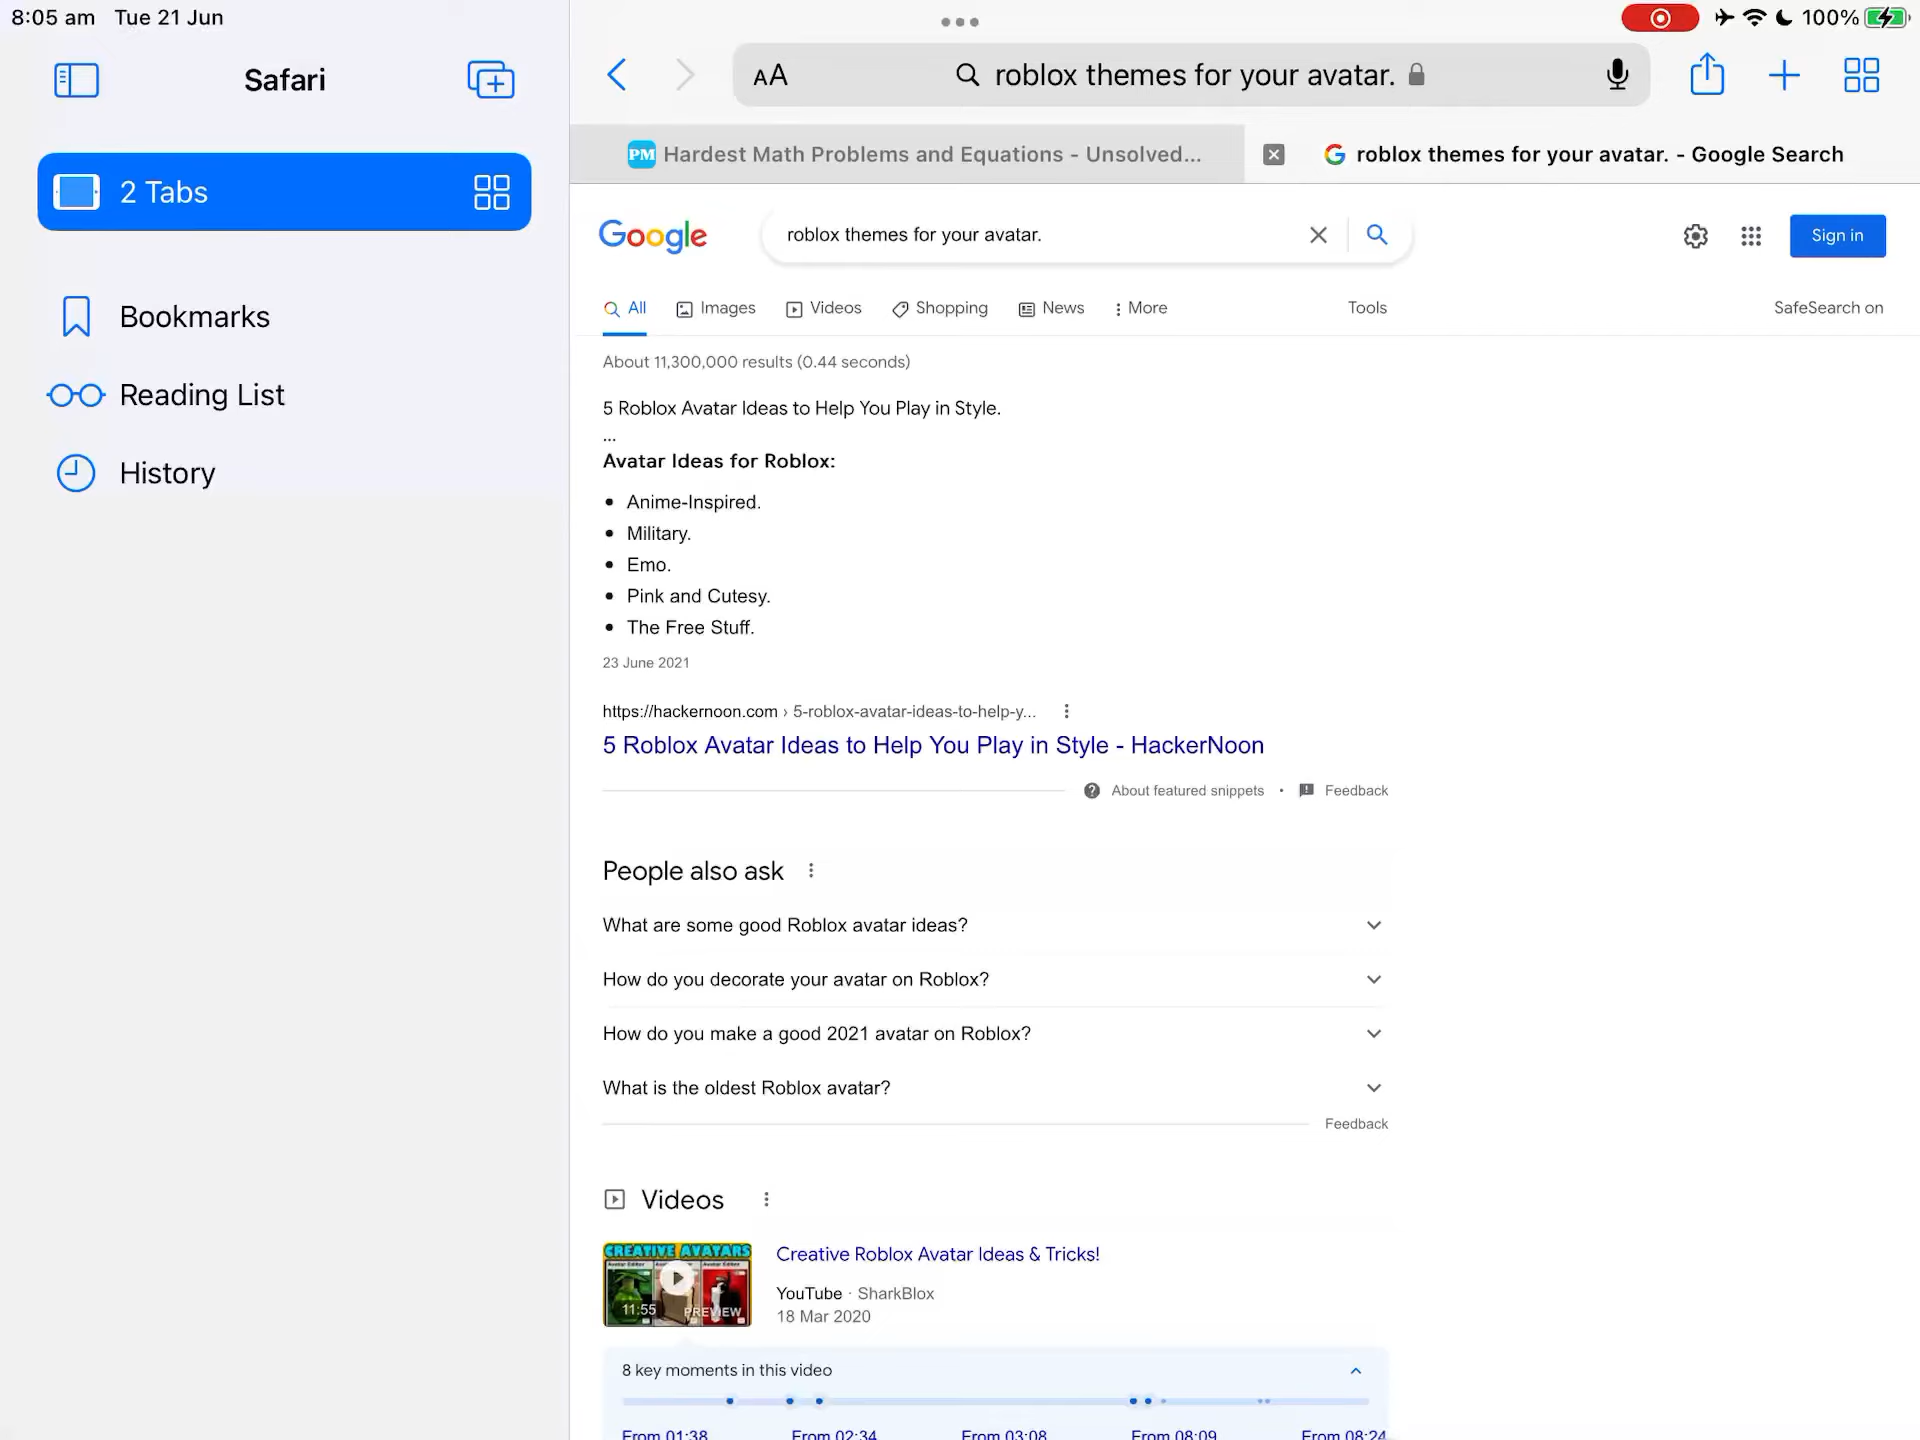 8:05 am Tue 21 Jun
100%
Safari
2 Tabs
Bookmarks
Reading List
History
AA roblox themes for your avatar.
PM Hardest Math Problems and Equations - Unsolved...
roblox themes for your avatar. - Google Search
Google
roblox themes for your avatar.
Sign in
All Images Videos Shopping News More Tools SafeSearch on
About 11,300,000 results (0.44 seconds)
5 Roblox Avatar Ideas to Help You Play in Style.
...
Avatar Ideas for Roblox:
• Anime-Inspired.
• Military.
• Emo.
• Pink and Cutesy.
• The Free Stuff.
23 June 2021
https://hackernoon.com › 5-roblox-avatar-ideas-to-help-y...
5 Roblox Avatar Ideas to Help You Play in Style - HackerNoon
About featured snippets • Feedback
People also ask
What are some good Roblox avatar ideas?
How do you decorate your avatar on Roblox?
How do you make a good 2021 avatar on Roblox?
What is the oldest Roblox avatar?
Feedback
Videos
CREATIVE AVATARS
11:55 PREVIEW
Creative Roblox Avatar Ideas & Tricks!
YouTube · SharkBlox
18 Mar 2020
8 key moments in this video
From 01:38 From 02:34 From 03:08 From 08:09 From 08:24